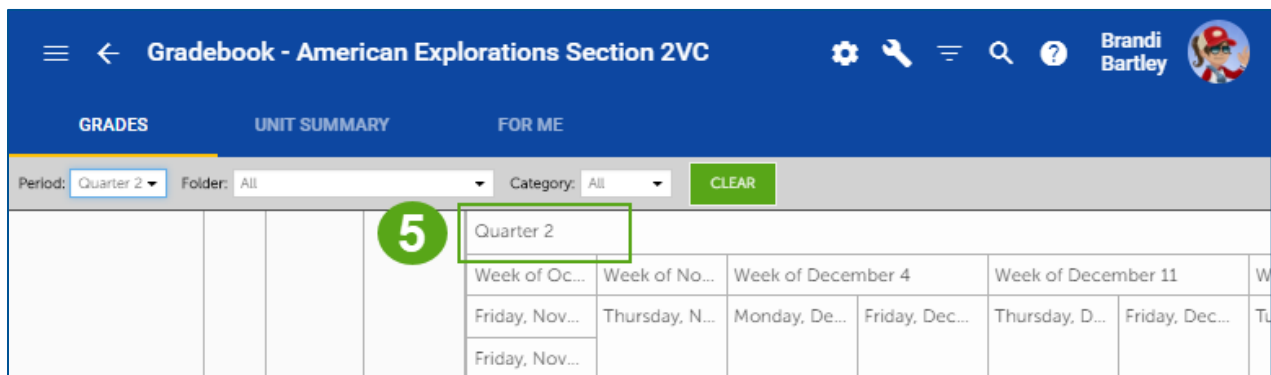 Gradebook - American Explorations Section 2VC
Brandi
Bartley
GRADES UNIT SUMMARY FOR ME
Period: Quarter 2 Folder: All Category: All CLEAR
5 Quarter 2
Week of Oc... Week of No... Week of December 4 Week of December 11 W
Friday, Nov... Thursday, N... Monday, De... Friday, Dec... Thursday, D... Friday, Dec... Tu
Friday, Nov...